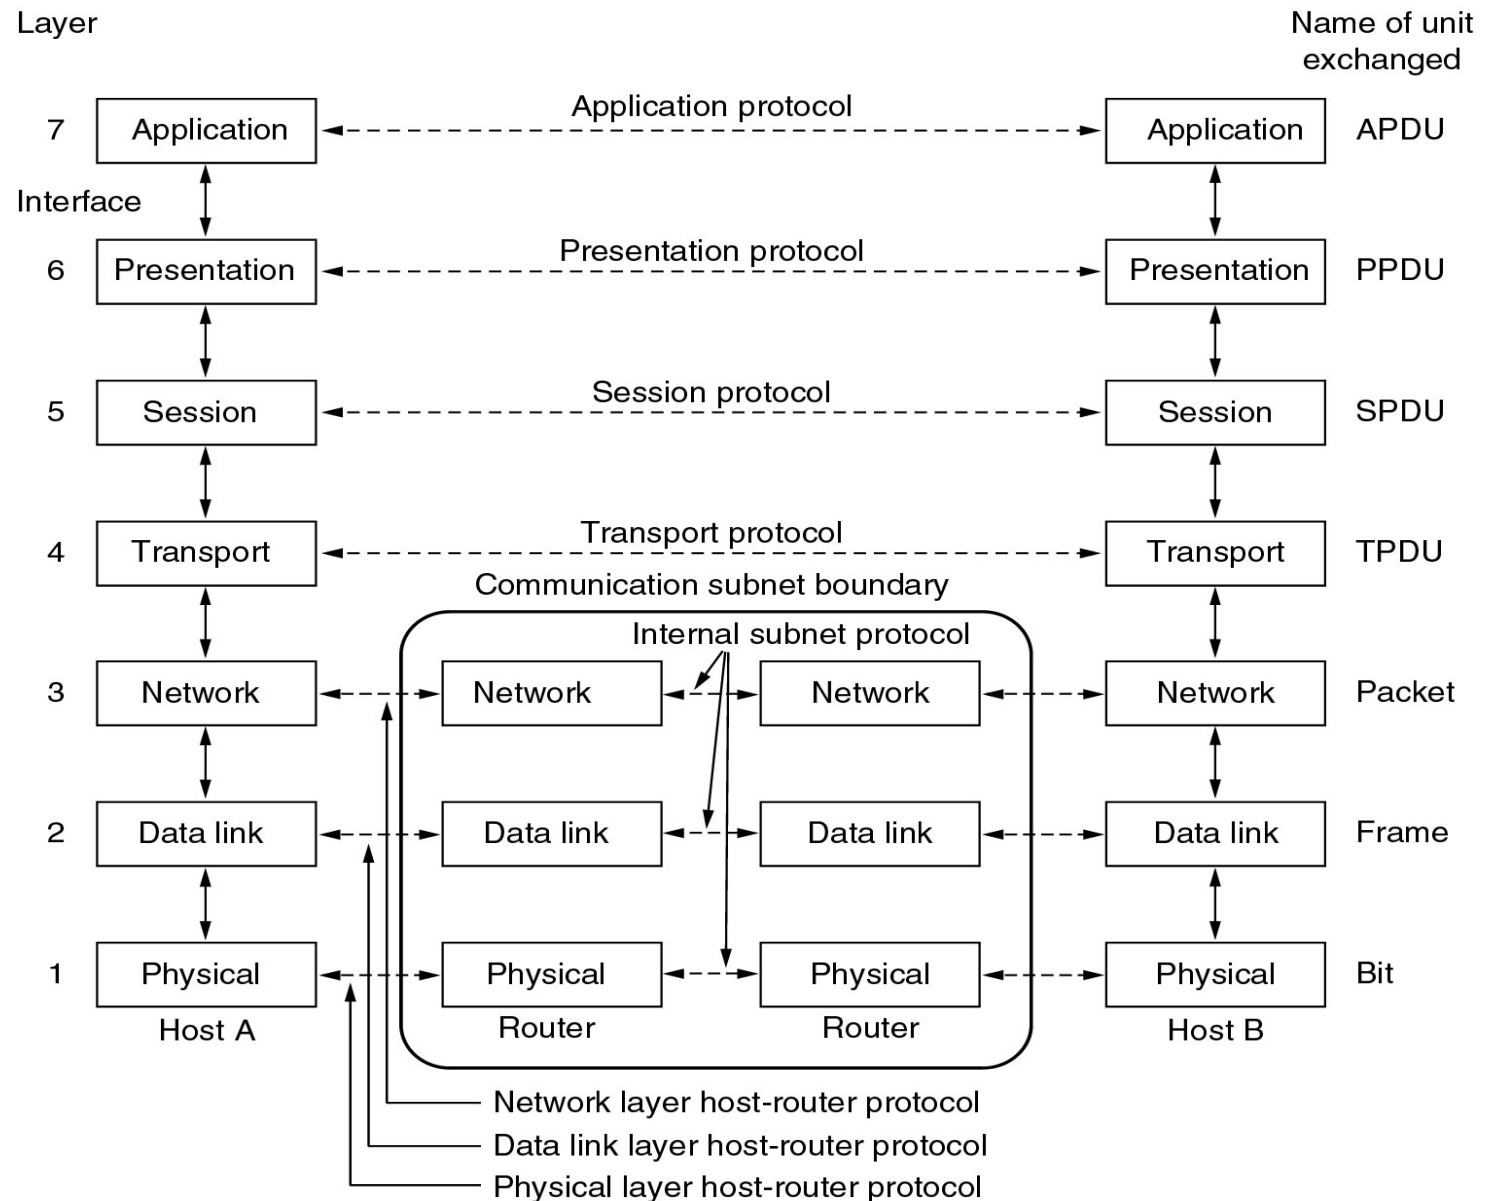 Layer
Name of unit
exchanged
7
Application
Application protocol
Application
APDU
Interface
6
Presentation
Presentation protocol
Presentation
PPDU
5
Session
Session protocol
Session
SPDU
4
Transport
Transport protocol
Transport
TPDU
Communication subnet boundary
Internal subnet protocol
3
Network
Network
Network
Network
Packet
2
Data link
Data link
Data link
Data link
Frame
1
Physical
Physical
Physical
Physical
Bit
Host A
Router
Router
Host B
Network layer host-router protocol
Data link layer host-router protocol
Physical layer host-router protocol